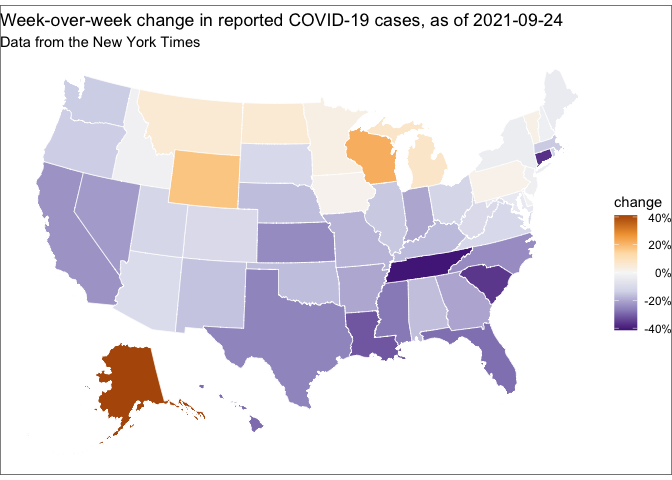 Week-over-week change in reported COVID-19 cases, as of 2021-09-24
Data from the New York Times
change
40%
20%
0%
-20%
-40%